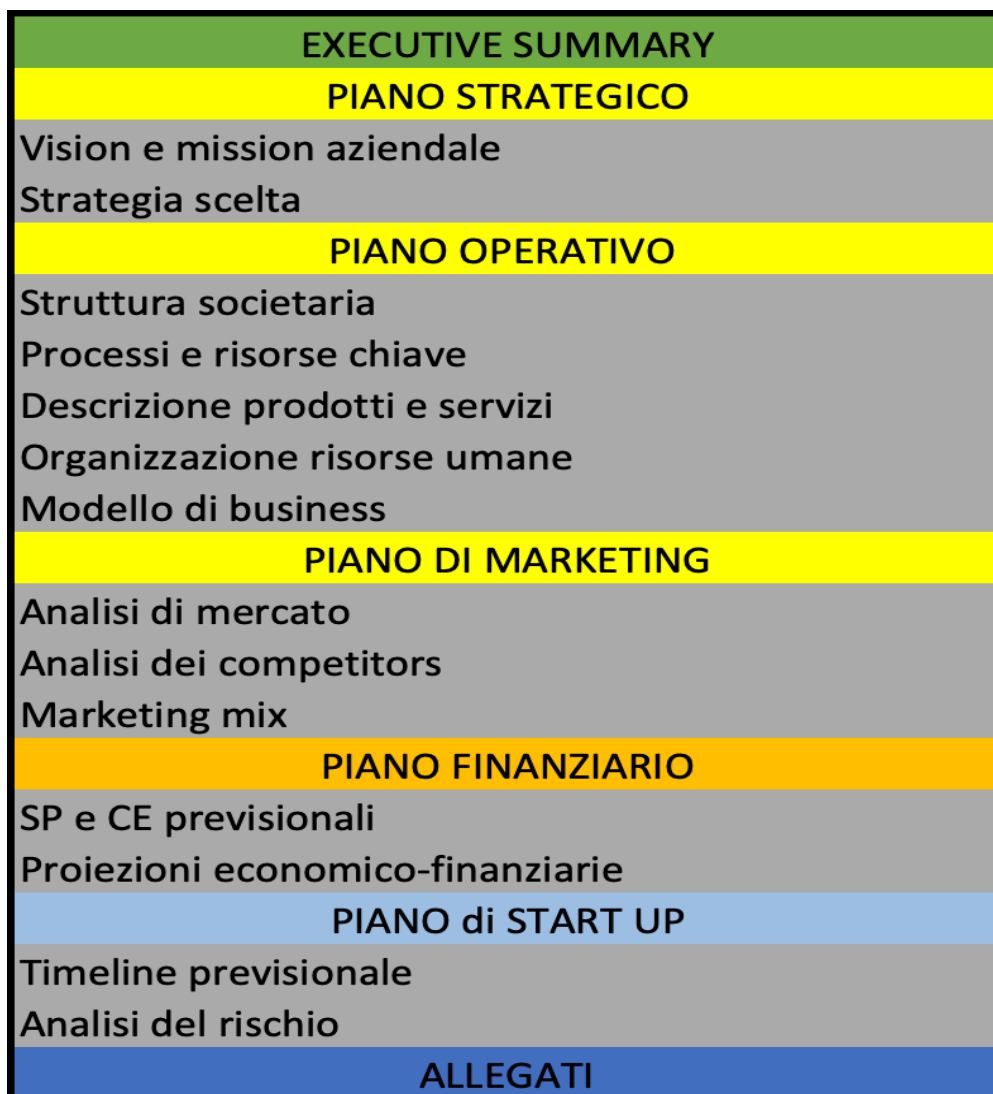 EXECUTIVE SUMMARY
PIANO STRATEGICO
Vision e mission aziendale
Strategia scelta
PIANO OPERATIVO
Struttura societaria
Processi e risorse chiave
Descrizione prodotti e servizi
Organizzazione risorse umane
Modello di business
PIANO DI MARKETING
Analisi di mercato
Analisi dei competitors
Marketing mix
PIANO FINANZIARIO
SP e CE previsionali
Proiezioni economico-finanziarie
PIANO di START UP
Timeline previsionale
Analisi del rischio
ALLEGATI